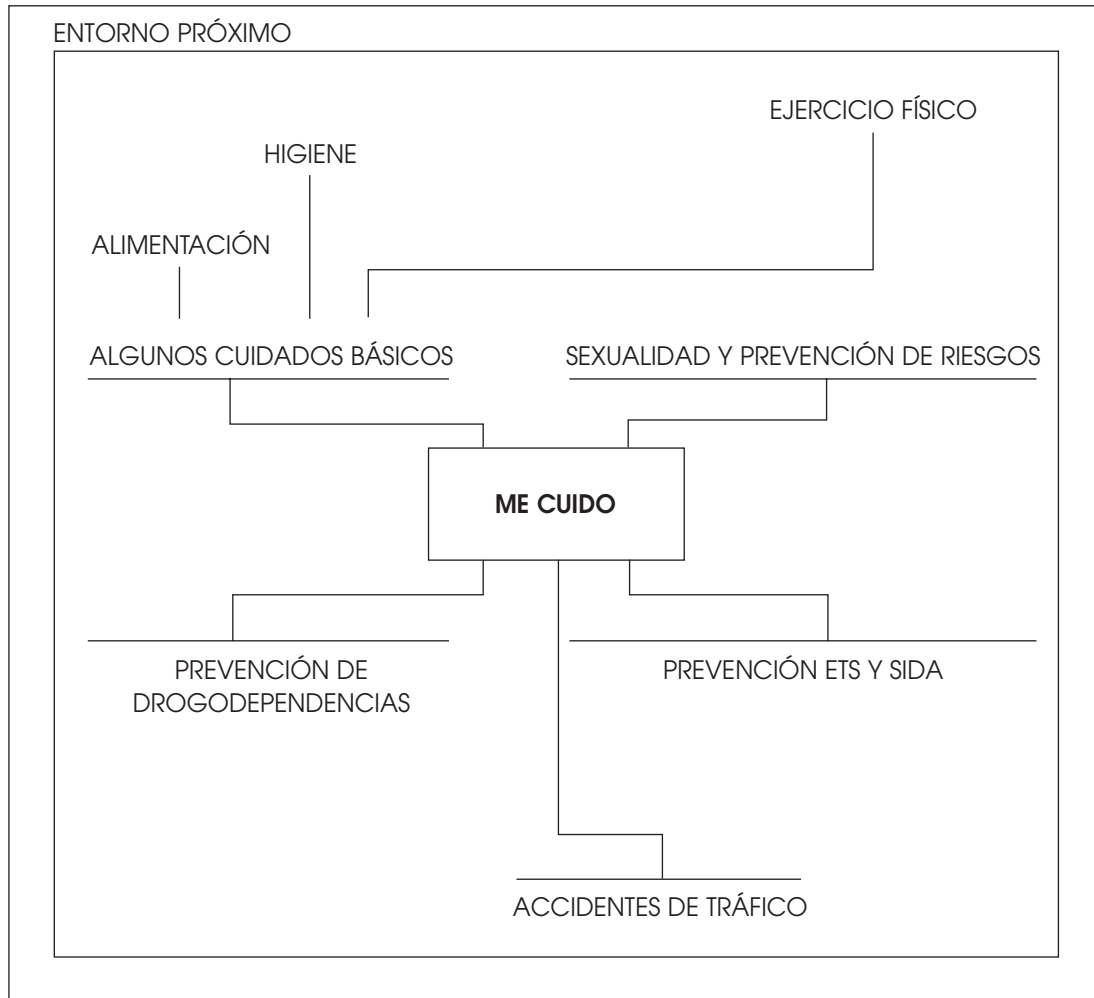 ENTORNO PRÓXIMO
EJERCICIO FÍSICO
HIGIENE
ALIMENTACIÓN
ALGUNOS CUIDADOS BÁSICOS
SEXUALIDAD Y PREVENCIÓN DE RIESGOS
ME CUIDO
PREVENCIÓN DE
DROGODEPENDENCIAS
PREVENCIÓN ETS Y SIDA
ACCIDENTES DE TRÁFICO